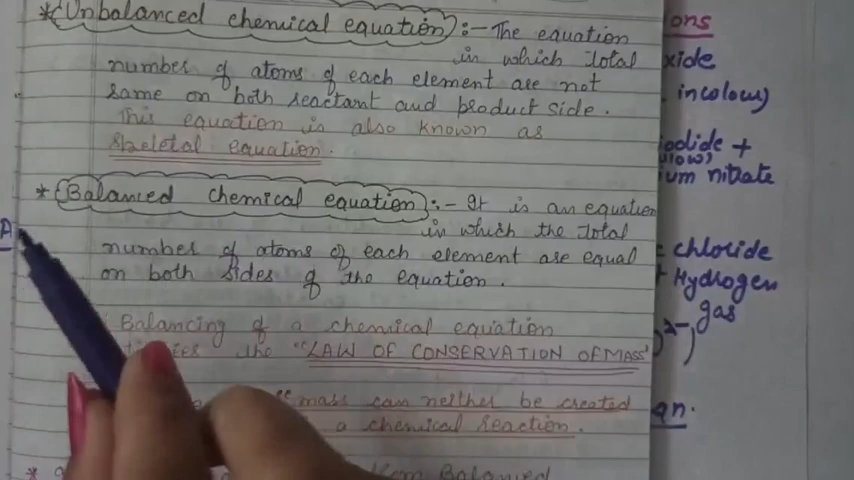 *Unbalanced chemical equation :- The equation
in which total
number of atoms of each element are not
same on both reactant and product side.
This equation is also known as
skeletal equation.
*Balanced chemical equation :- It is an equation
in which the total
number of atoms of each element are equal
on both sides of the equation.
Balancing of a chemical equation
the "LAW OF CONSERVATION OF MASS"
"mass can neither be created
a chemical reaction.
* from Balanced
ons
xide
incolour)
iodide +
ium nitrate
chloride
+ Hydrogen
gas
A